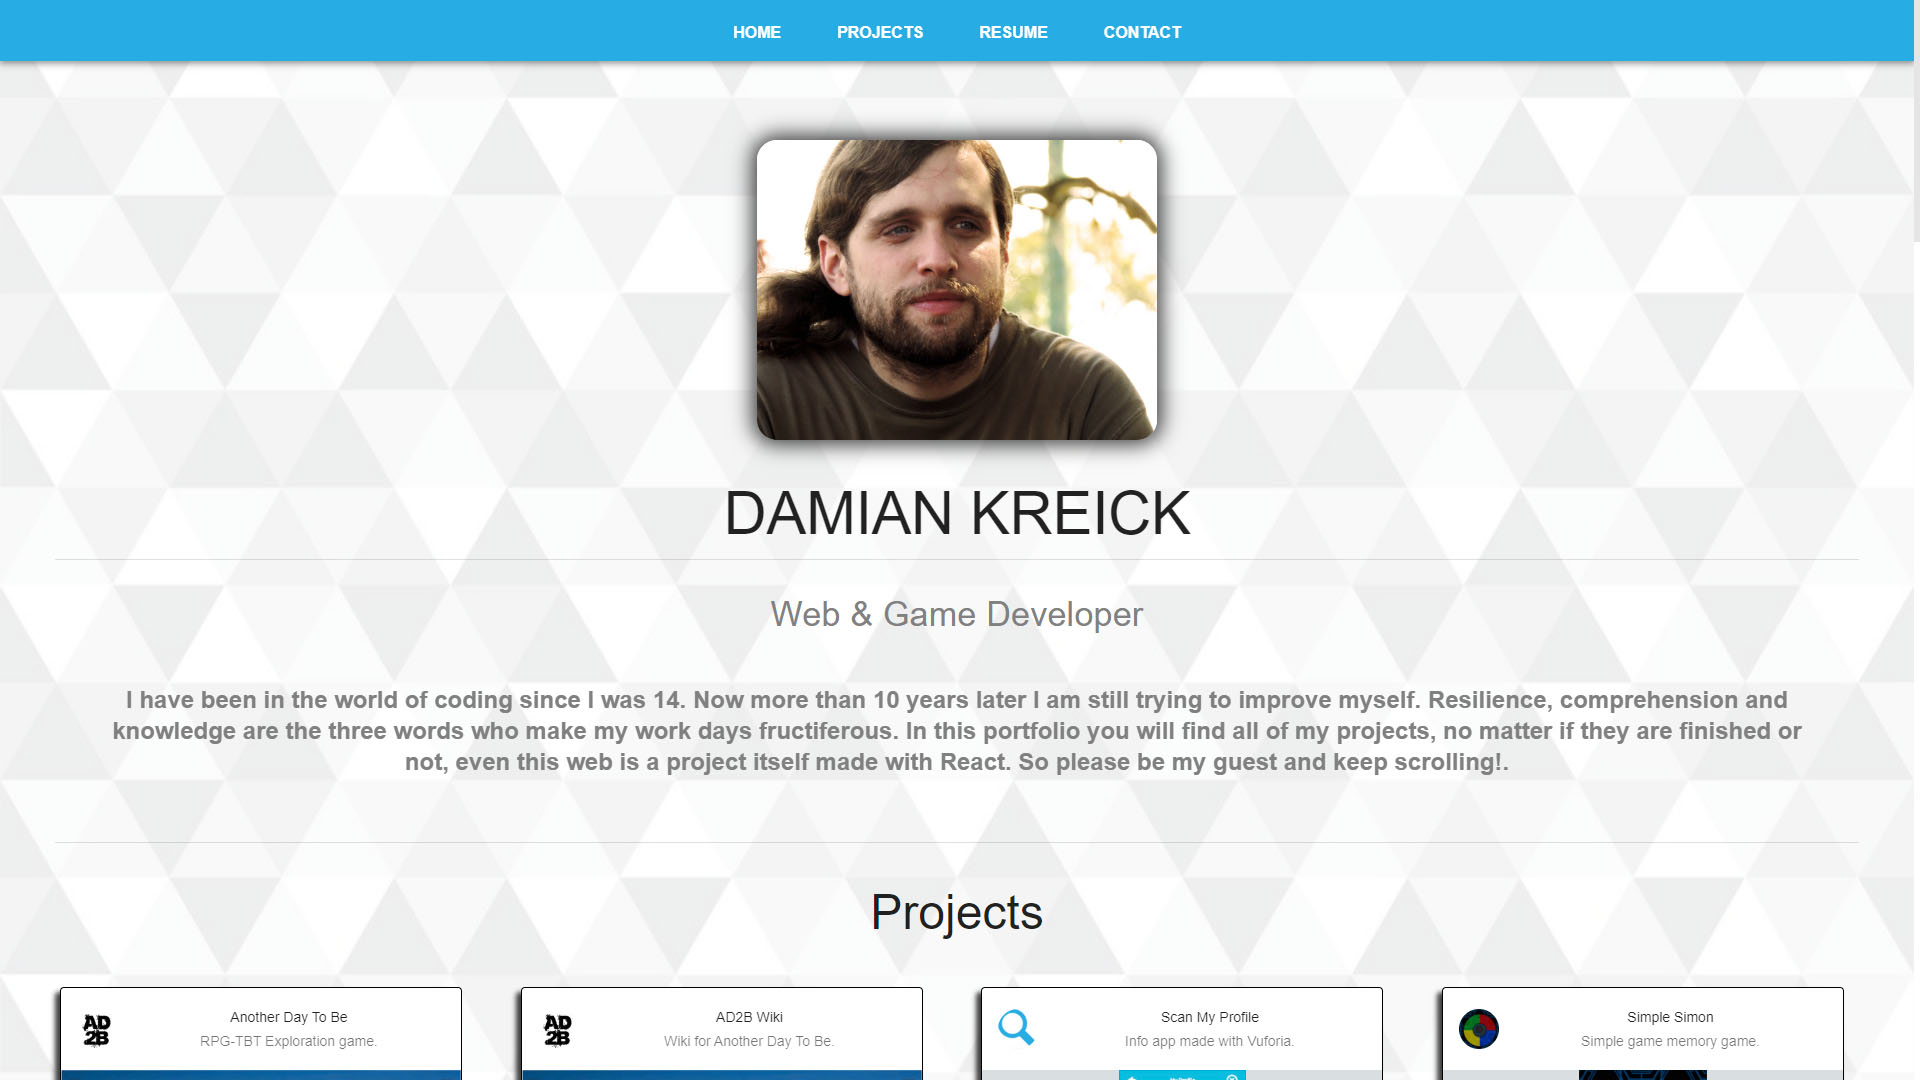 HOME PROJECTS RESUME CONTACT
DAMIAN KREICK
Web & Game Developer
I have been in the world of coding since I was 14. Now more than 10 years later I am still trying to improve myself. Resilience, comprehension and
knowledge are the three words who make my work days fructiferous. In this portfolio you will find all of my projects, no matter if they are finished or
not, even this web is a project itself made with React. So please be my guest and keep scrolling!.
Projects
AD
2B
Another Day To Be
RPG-TBT Exploration game.
AD
2B
AD2B Wiki
Wiki for Another Day To Be.
Scan My Profile
Info app made with Vuforia.
Simple Simon
Simple game memory game.